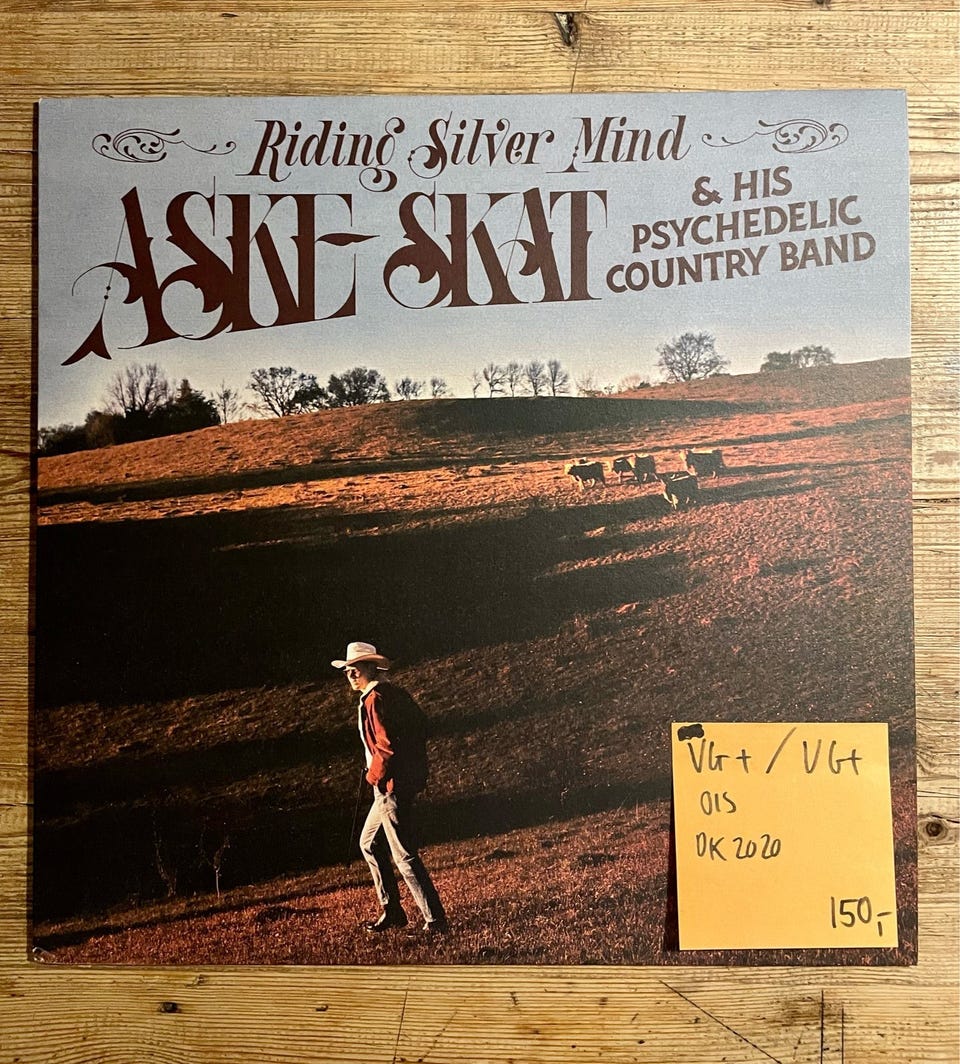 Riding Silver Mind
ASKE SKAT
& HIS
PSYCHEDELIC
COUNTRY BAND
VG+ / VG+
OIS
DK 2020
150,-